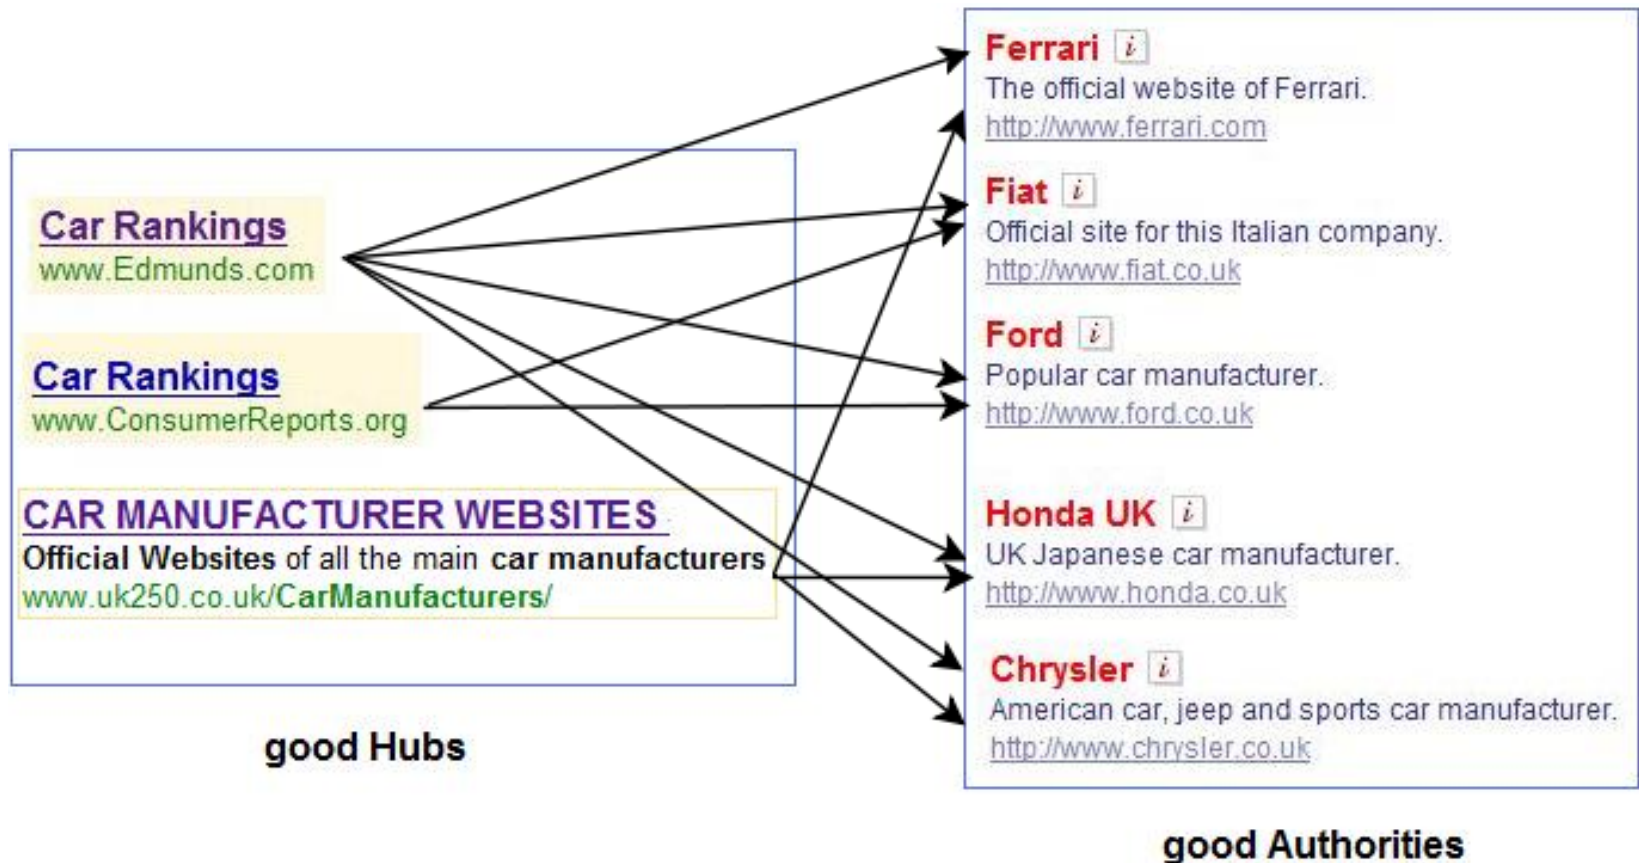 Car Rankings
www.Edmunds.com
Car Rankings
www.ConsumerReports.org
CAR MANUFACTURER WEBSITES
Official Websites of all the main car manufacturers
www.uk250.co.uk/CarManufacturers/
good Hubs
Ferrari i
The official website of Ferrari.
http://www.ferrari.com
Fiat i
Official site for this Italian company.
http://www.fiat.co.uk
Ford i
Popular car manufacturer.
http://www.ford.co.uk
Honda UK i
UK Japanese car manufacturer.
http://www.honda.co.uk
Chrysler i
American car, jeep and sports car manufacturer.
http://www.chrysler.co.uk
good Authorities